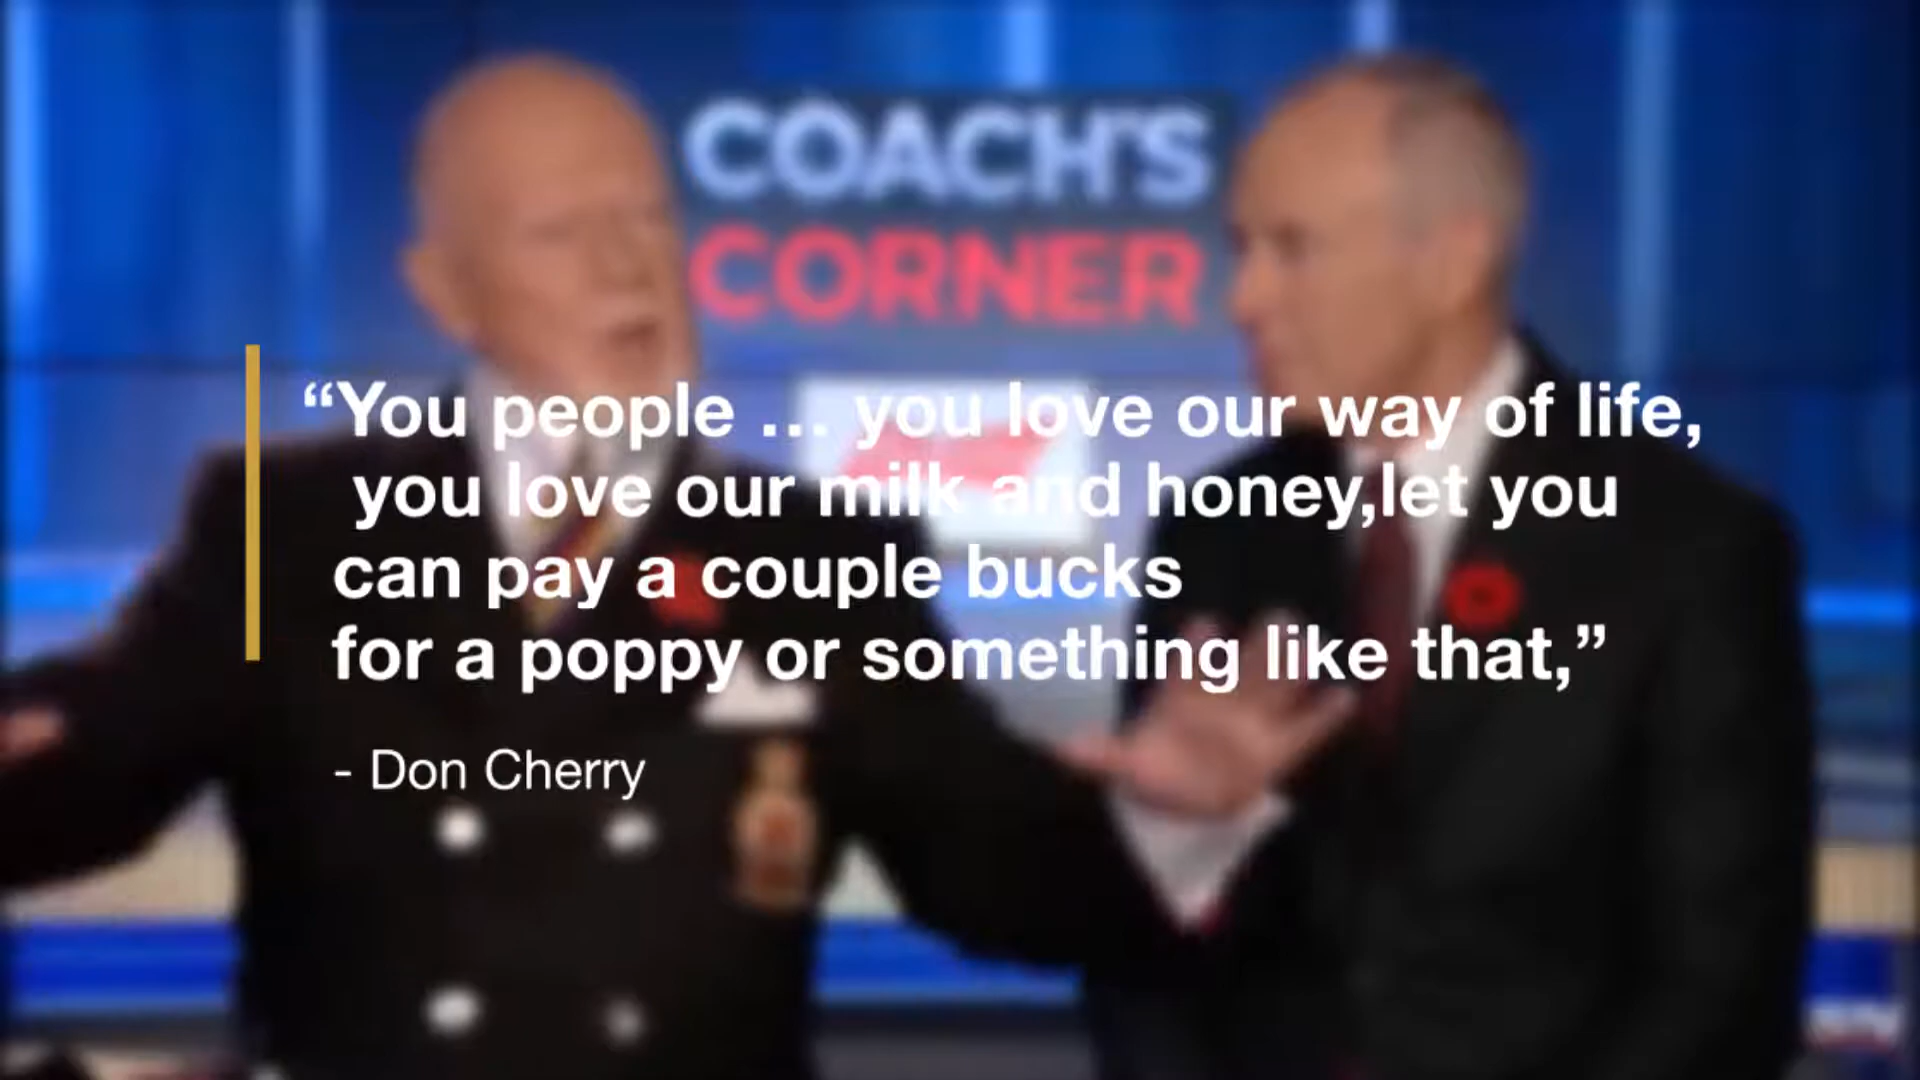 COACH'S
CORNER
“You people ... you love our way of life,
you love our milk and honey,let you
can pay a couple bucks
for a poppy or something like that,”
- Don Cherry